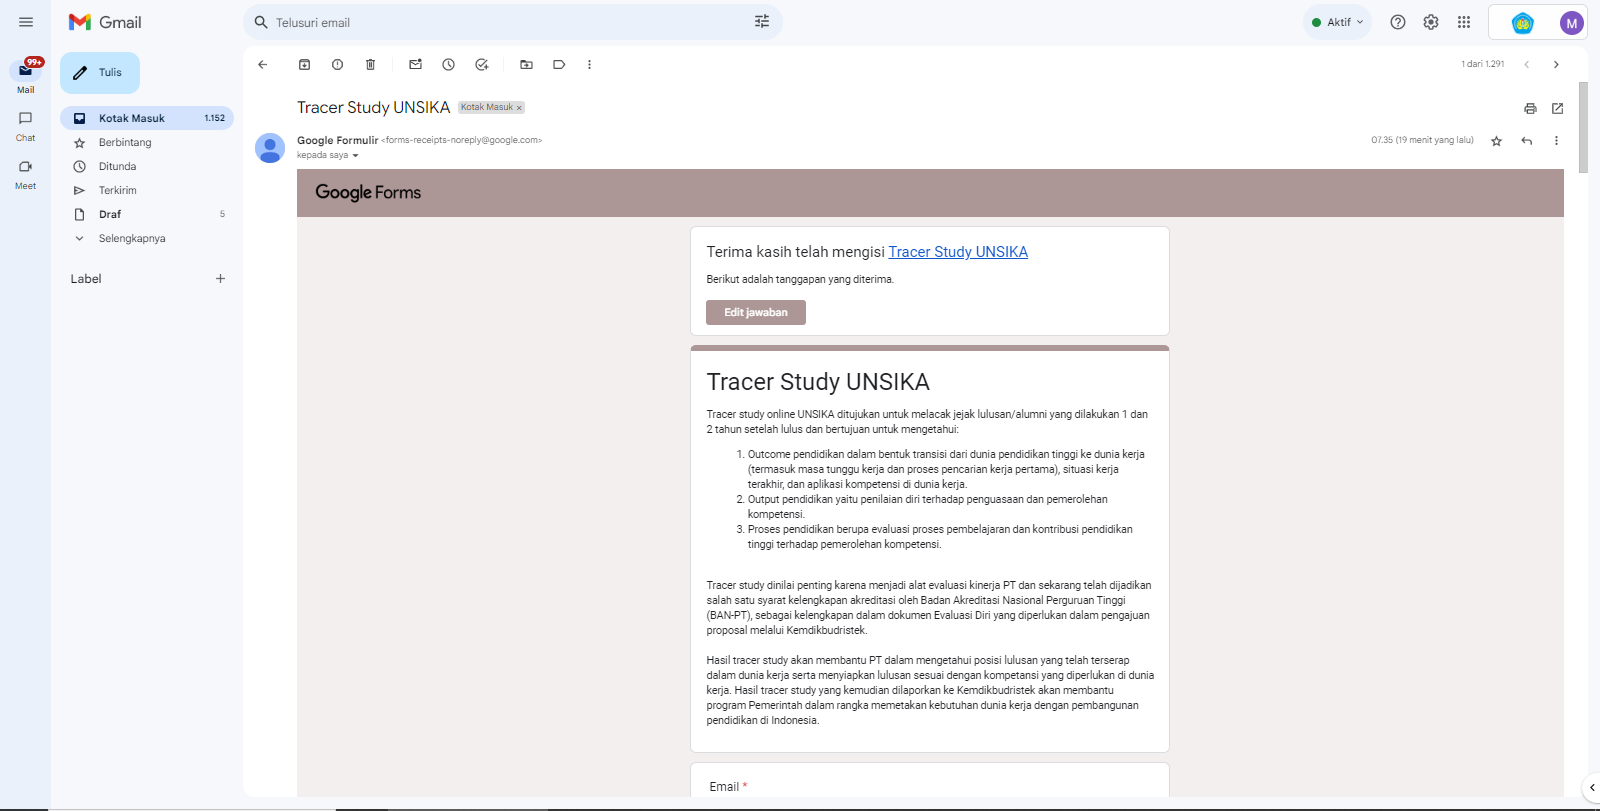 Gmail
Telusuri email
Aktif
M
99+
Mail
Chat
Meet
Tulis
Kotak Masuk 1.152
Berbintang
Ditunda
Terkirim
Draf 5
Selengkapnya
Label
1 dari 1.291
Tracer Study UNSIKA Kotak Masuk ×
Google Formulir <forms-receipts-noreply@google.com>
07.35 (19 menit yang lalu)
kepada saya
Google Forms
Terima kasih telah mengisi Tracer Study UNSIKA
Berikut adalah tanggapan yang diterima.
Edit jawaban
Tracer Study UNSIKA
Tracer study online UNSIKA ditujukan untuk melacak jejak lulusan/alumni yang dilakukan 1 dan
2 tahun setelah lulus dan bertujuan untuk mengetahui:
1. Outcome pendidikan dalam bentuk transisi dari dunia pendidikan tinggi ke dunia kerja
(termasuk masa tunggu kerja dan proses pencarian kerja pertama), situasi kerja
terakhir, dan aplikasi kompetensi di dunia kerja.
2. Output pendidikan yaitu penilaian diri terhadap penguasaan dan pemerolehan
kompetensi.
3. Proses pendidikan berupa evaluasi proses pembelajaran dan kontribusi pendidikan
tinggi terhadap pemerolehan kompetensi.
Tracer study dinilai penting karena menjadi alat evaluasi kinerja PT dan sekarang telah dijadikan
salah satu syarat kelengkapan akreditasi oleh Badan Akreditasi Nasional Perguruan Tinggi
(BAN-PT), sebagai kelengkapan dalam dokumen Evaluasi Diri yang diperlukan dalam pengajuan
proposal melalui Kemdikbudristek.
Hasil tracer study akan membantu PT dalam mengetahui posisi lulusan yang telah terserap
dalam dunia kerja serta menyiapkan lulusan sesuai dengan kompetansi yang diperlukan di dunia
kerja. Hasil tracer study yang kemudian dilaporkan ke Kemdikbudristek akan membantu
program Pemerintah dalam rangka memetakan kebutuhan dunia kerja dengan pembangunan
pendidikan di Indonesia.
Email *